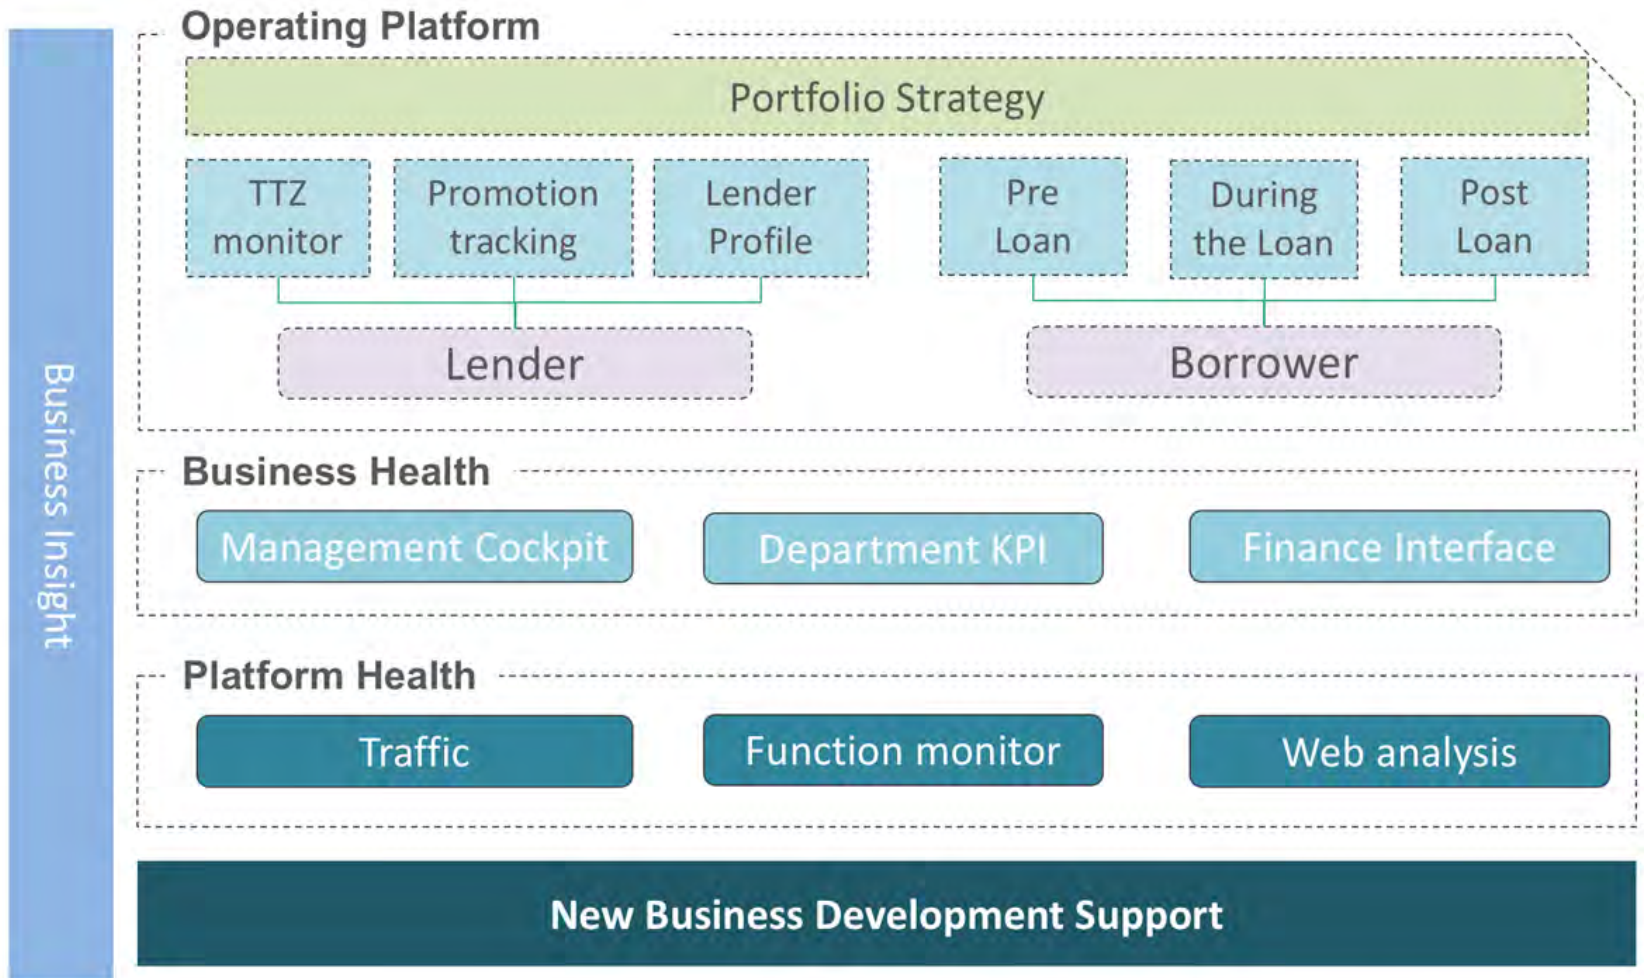 Operating Platform
Portfolio Strategy
TTZ
monitor
Promotion
tracking
Lender
Profile
Pre
Loan
During
the Loan
Post
Loan
Lender
Borrower
Business Insight
Business Health
Management Cockpit
Department KPI
Finance Interface
Platform Health
Traffic
Function monitor
Web analysis
New Business Development Support